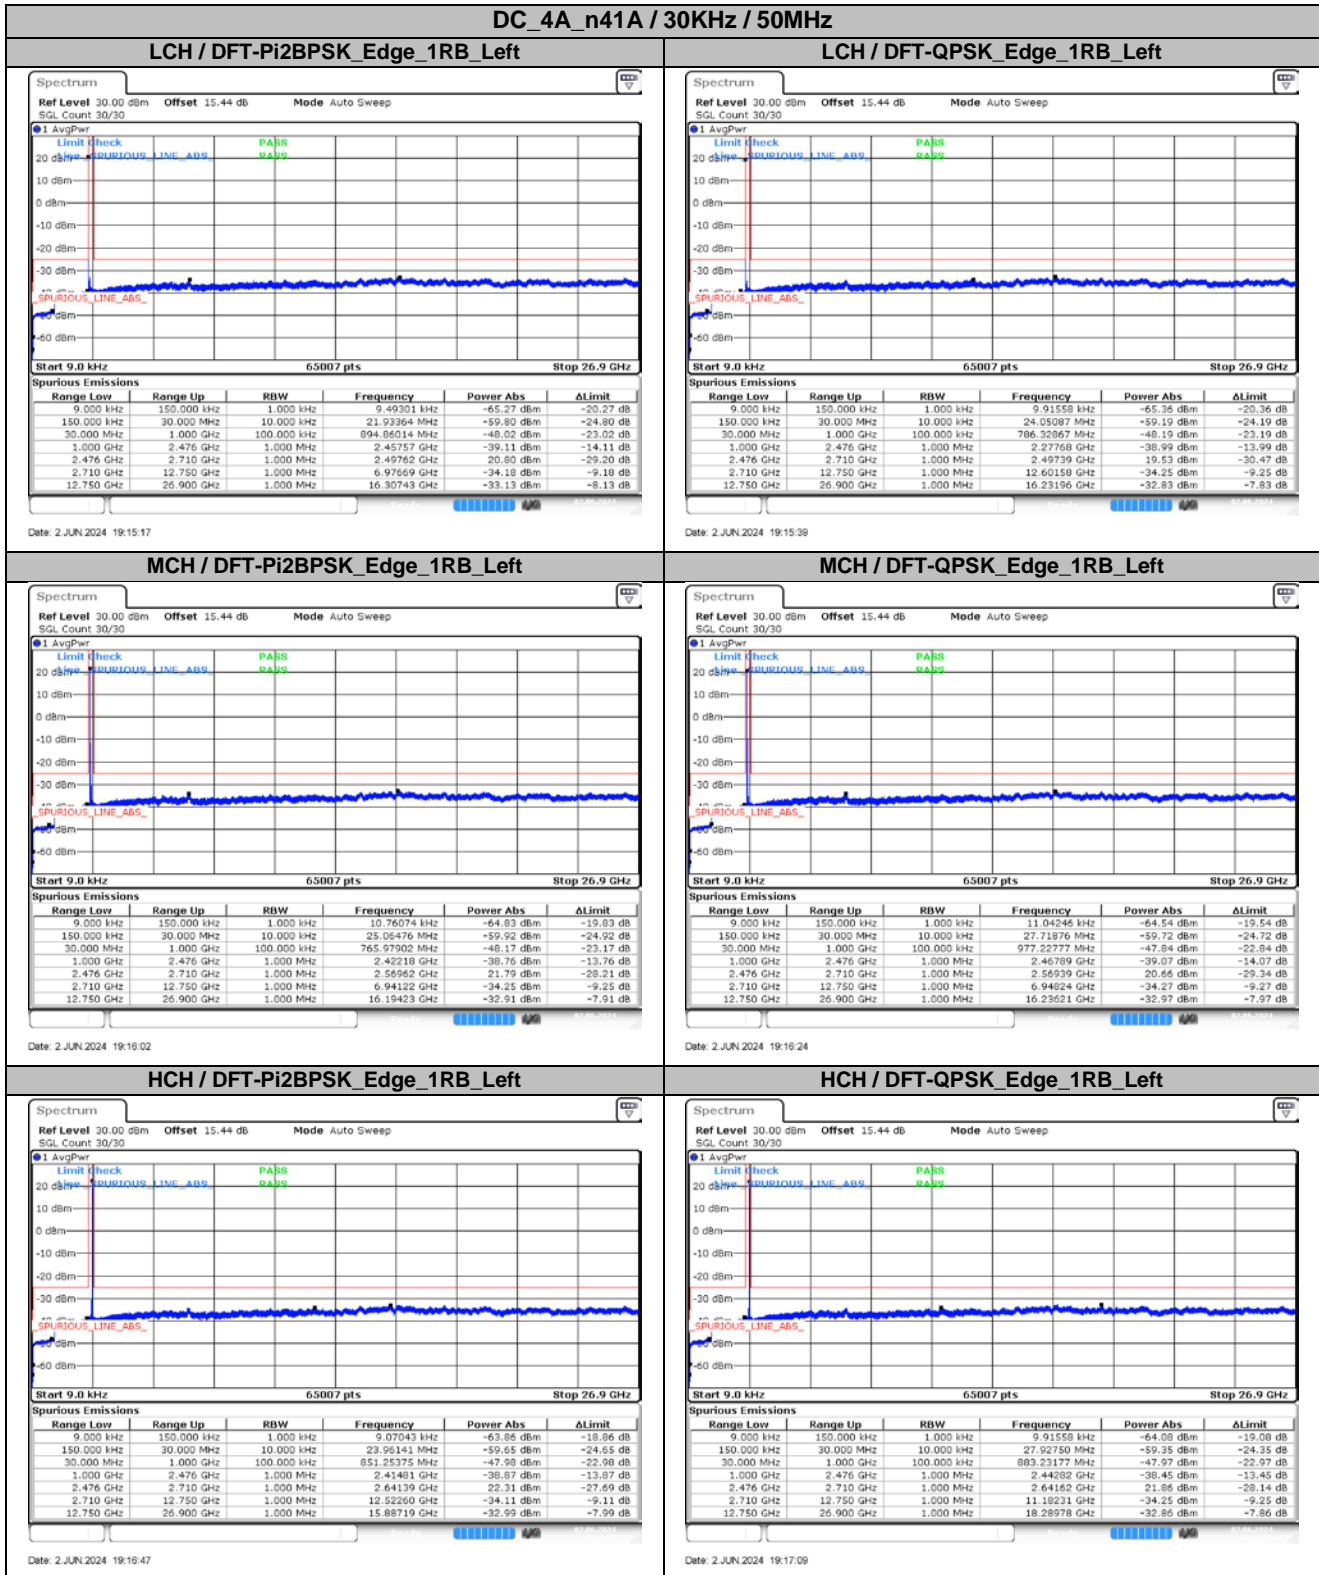 DC_4A_n41A / 30KHz / 50MHz
LCH / DFT-Pi2BPSK_Edge_1RB_Left
Spectrum
Ref Level 30.00 dBm Offset 15.44 dB Mode Auto Sweep
SGL Count 30/30
1 AvgPwr
Limit Check PASS
Line _SPURIOUS_LINE_ABS_ PASS
20 dBm
10 dBm
0 dBm
-10 dBm
-20 dBm
-30 dBm
_SPURIOUS_LINE_ABS_
-60 dBm
Start 9.0 kHz 65007 pts Stop 26.9 GHz
Spurious Emissions
Range Low Range Up RBW Frequency Power Abs ΔLimit
9.000 kHz 150.000 kHz 1.000 kHz 9.49301 kHz -65.27 dBm -20.27 dB
150.000 kHz 30.000 MHz 10.000 kHz 21.93364 MHz -59.80 dBm -24.80 dB
30.000 MHz 1.000 GHz 100.000 kHz 894.86014 MHz -48.02 dBm -23.02 dB
1.000 GHz 2.476 GHz 1.000 MHz 2.45757 GHz -39.11 dBm -14.11 dB
2.476 GHz 2.710 GHz 1.000 MHz 2.49762 GHz 20.80 dBm -29.20 dB
2.710 GHz 12.750 GHz 1.000 MHz 6.97669 GHz -34.18 dBm -9.18 dB
12.750 GHz 26.900 GHz 1.000 MHz 16.30743 GHz -33.13 dBm -8.13 dB
Date: 2.JUN.2024 19:15:17
LCH / DFT-QPSK_Edge_1RB_Left
Spectrum
Ref Level 30.00 dBm Offset 15.44 dB Mode Auto Sweep
SGL Count 30/30
1 AvgPwr
Limit Check PASS
Line _SPURIOUS_LINE_ABS_ PASS
20 dBm
10 dBm
0 dBm
-10 dBm
-20 dBm
-30 dBm
_SPURIOUS_LINE_ABS_
-60 dBm
Start 9.0 kHz 65007 pts Stop 26.9 GHz
Spurious Emissions
Range Low Range Up RBW Frequency Power Abs ΔLimit
9.000 kHz 150.000 kHz 1.000 kHz 9.91558 kHz -65.36 dBm -20.36 dB
150.000 kHz 30.000 MHz 10.000 kHz 24.05087 MHz -59.19 dBm -24.19 dB
30.000 MHz 1.000 GHz 100.000 kHz 786.32867 MHz -48.19 dBm -23.19 dB
1.000 GHz 2.476 GHz 1.000 MHz 2.27768 GHz -38.99 dBm -13.99 dB
2.476 GHz 2.710 GHz 1.000 MHz 2.49739 GHz 19.53 dBm -30.47 dB
2.710 GHz 12.750 GHz 1.000 MHz 12.60158 GHz -34.25 dBm -9.25 dB
12.750 GHz 26.900 GHz 1.000 MHz 16.23196 GHz -32.83 dBm -7.83 dB
Date: 2.JUN.2024 19:15:39
MCH / DFT-Pi2BPSK_Edge_1RB_Left
Spectrum
Ref Level 30.00 dBm Offset 15.44 dB Mode Auto Sweep
SGL Count 30/30
1 AvgPwr
Limit Check PASS
Line _SPURIOUS_LINE_ABS_ PASS
20 dBm
10 dBm
0 dBm
-10 dBm
-20 dBm
-30 dBm
_SPURIOUS_LINE_ABS_
-60 dBm
Start 9.0 kHz 65007 pts Stop 26.9 GHz
Spurious Emissions
Range Low Range Up RBW Frequency Power Abs ΔLimit
9.000 kHz 150.000 kHz 1.000 kHz 10.76074 kHz -64.83 dBm -19.83 dB
150.000 kHz 30.000 MHz 10.000 kHz 25.06476 MHz -59.92 dBm -24.92 dB
30.000 MHz 1.000 GHz 100.000 kHz 765.97902 MHz -48.17 dBm -23.17 dB
1.000 GHz 2.476 GHz 1.000 MHz 2.42218 GHz -38.76 dBm -13.76 dB
2.476 GHz 2.710 GHz 1.000 MHz 2.56962 GHz 21.79 dBm -28.21 dB
2.710 GHz 12.750 GHz 1.000 MHz 6.94122 GHz -34.25 dBm -9.25 dB
12.750 GHz 26.900 GHz 1.000 MHz 16.19423 GHz -32.91 dBm -7.91 dB
Date: 2.JUN.2024 19:16:02
MCH / DFT-QPSK_Edge_1RB_Left
Spectrum
Ref Level 30.00 dBm Offset 15.44 dB Mode Auto Sweep
SGL Count 30/30
1 AvgPwr
Limit Check PASS
Line _SPURIOUS_LINE_ABS_ PASS
20 dBm
10 dBm
0 dBm
-10 dBm
-20 dBm
-30 dBm
_SPURIOUS_LINE_ABS_
-60 dBm
Start 9.0 kHz 65007 pts Stop 26.9 GHz
Spurious Emissions
Range Low Range Up RBW Frequency Power Abs ΔLimit
9.000 kHz 150.000 kHz 1.000 kHz 11.04246 kHz -64.54 dBm -19.54 dB
150.000 kHz 30.000 MHz 10.000 kHz 27.71876 MHz -59.72 dBm -24.72 dB
30.000 MHz 1.000 GHz 100.000 kHz 977.22777 MHz -47.84 dBm -22.84 dB
1.000 GHz 2.476 GHz 1.000 MHz 2.46789 GHz -39.07 dBm -14.07 dB
2.476 GHz 2.710 GHz 1.000 MHz 2.56939 GHz 20.66 dBm -29.34 dB
2.710 GHz 12.750 GHz 1.000 MHz 6.94824 GHz -34.27 dBm -9.27 dB
12.750 GHz 26.900 GHz 1.000 MHz 16.23621 GHz -32.97 dBm -7.97 dB
Date: 2.JUN.2024 19:16:24
HCH / DFT-Pi2BPSK_Edge_1RB_Left
Spectrum
Ref Level 30.00 dBm Offset 15.44 dB Mode Auto Sweep
SGL Count 30/30
1 AvgPwr
Limit Check PASS
Line _SPURIOUS_LINE_ABS_ PASS
20 dBm
10 dBm
0 dBm
-10 dBm
-20 dBm
-30 dBm
_SPURIOUS_LINE_ABS_
-60 dBm
Start 9.0 kHz 65007 pts Stop 26.9 GHz
Spurious Emissions
Range Low Range Up RBW Frequency Power Abs ΔLimit
9.000 kHz 150.000 kHz 1.000 kHz 9.07043 kHz -63.86 dBm -18.86 dB
150.000 kHz 30.000 MHz 10.000 kHz 23.96141 MHz -59.65 dBm -24.65 dB
30.000 MHz 1.000 GHz 100.000 kHz 851.25375 MHz -47.98 dBm -22.98 dB
1.000 GHz 2.476 GHz 1.000 MHz 2.41481 GHz -38.87 dBm -13.87 dB
2.476 GHz 2.710 GHz 1.000 MHz 2.64139 GHz 22.31 dBm -27.69 dB
2.710 GHz 12.750 GHz 1.000 MHz 12.52260 GHz -34.11 dBm -9.11 dB
12.750 GHz 26.900 GHz 1.000 MHz 15.88719 GHz -32.99 dBm -7.99 dB
Date: 2.JUN.2024 19:16:47
HCH / DFT-QPSK_Edge_1RB_Left
Spectrum
Ref Level 30.00 dBm Offset 15.44 dB Mode Auto Sweep
SGL Count 30/30
1 AvgPwr
Limit Check PASS
Line _SPURIOUS_LINE_ABS_ PASS
20 dBm
10 dBm
0 dBm
-10 dBm
-20 dBm
-30 dBm
_SPURIOUS_LINE_ABS_
-60 dBm
Start 9.0 kHz 65007 pts Stop 26.9 GHz
Spurious Emissions
Range Low Range Up RBW Frequency Power Abs ΔLimit
9.000 kHz 150.000 kHz 1.000 kHz 9.91558 kHz -64.08 dBm -19.08 dB
150.000 kHz 30.000 MHz 10.000 kHz 27.92750 MHz -59.35 dBm -24.35 dB
30.000 MHz 1.000 GHz 100.000 kHz 883.23177 MHz -47.97 dBm -22.97 dB
1.000 GHz 2.476 GHz 1.000 MHz 2.44282 GHz -38.45 dBm -13.45 dB
2.476 GHz 2.710 GHz 1.000 MHz 2.64162 GHz 21.86 dBm -28.14 dB
2.710 GHz 12.750 GHz 1.000 MHz 11.18231 GHz -34.25 dBm -9.25 dB
12.750 GHz 26.900 GHz 1.000 MHz 18.28978 GHz -32.86 dBm -7.86 dB
Date: 2.JUN.2024 19:17:09